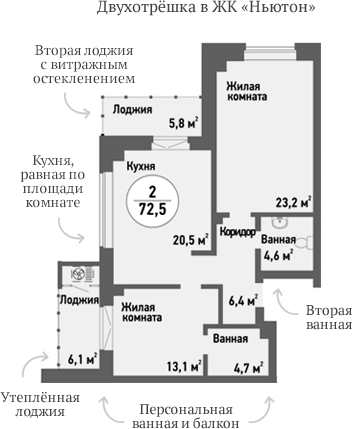 Двухотрёшка в ЖК «Ньютон»
Вторая лоджия
с витражным
остекленением
Жилая
комната
23,2 м²
Лоджия
5,8 м²
Кухня,
равная по
площади
комнате
Кухня
2
72,5
20,5 м²
Коридор
Ванная
4,6 м²
6,4 м²
Лоджия
6,1 м²
Жилая
комната
13,1 м²
Ванная
4,7 м²
Вторая
ванная
Утеплённая
лоджия
Персональная
ванная и балкон